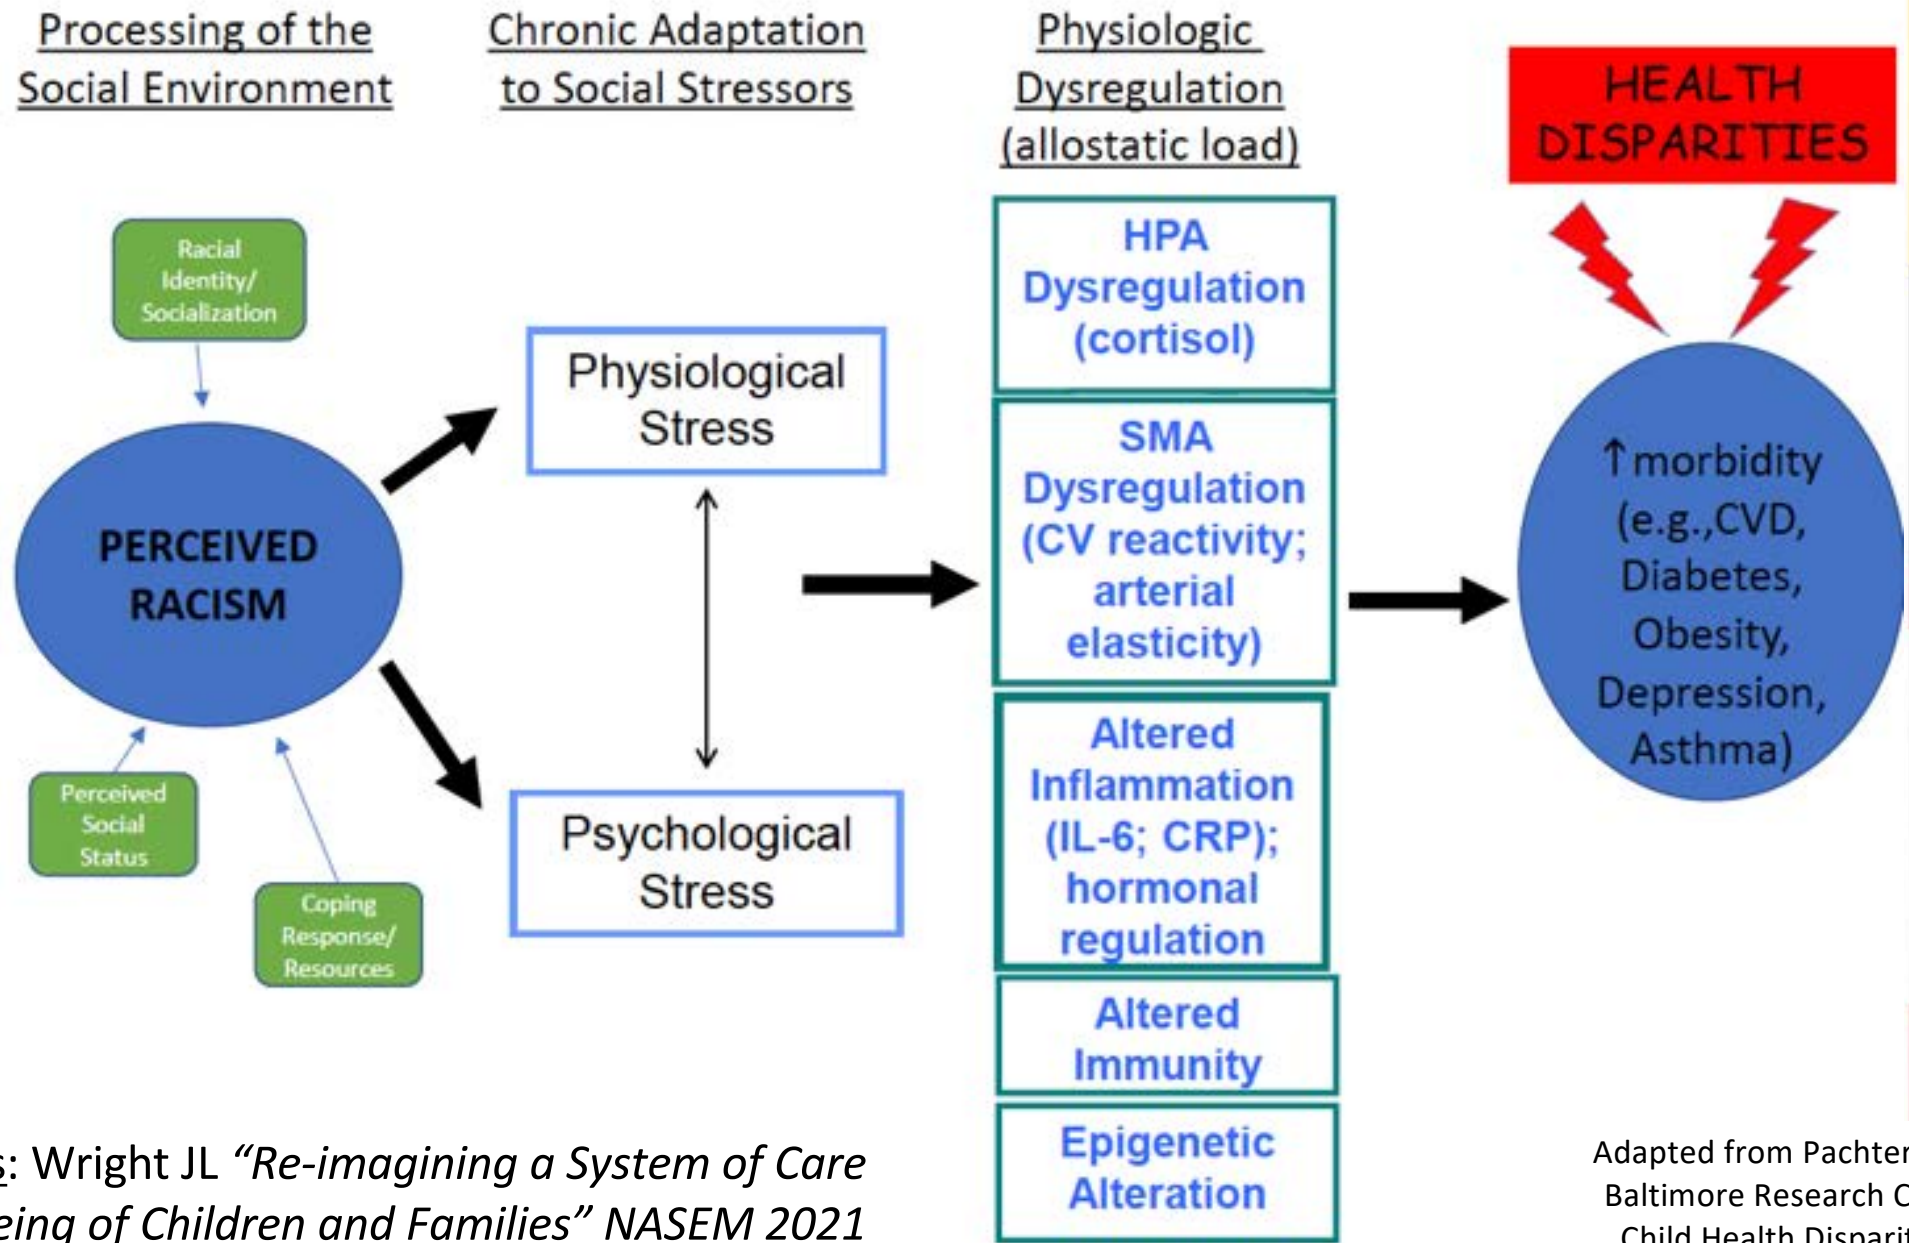 Processing of the
Social Environment
Chronic Adaptation
to Social Stressors
Physiologic
Dysregulation
(allostatic load)
HEALTH
DISPARITIES
Racial
Identity/
Socialization
PERCEIVED
RACISM
Perceived
Social
Status
Coping
Response/
Resources
Physiological
Stress
Psychological
Stress
HPA
Dysregulation
(cortisol)
SMA
Dysregulation
(CV reactivity;
arterial
elasticity)
Altered
Inflammation
(IL-6; CRP);
hormonal
regulation
Altered
Immunity
Epigenetic
Alteration
↑morbidity
(e.g.,CVD,
Diabetes,
Obesity,
Depression,
Asthma)
s: Wright JL “Re-imagining a System of Care
eing of Children and Families” NASEM 2021
Adapted from Pachter
Baltimore Research C
Child Health Disparit